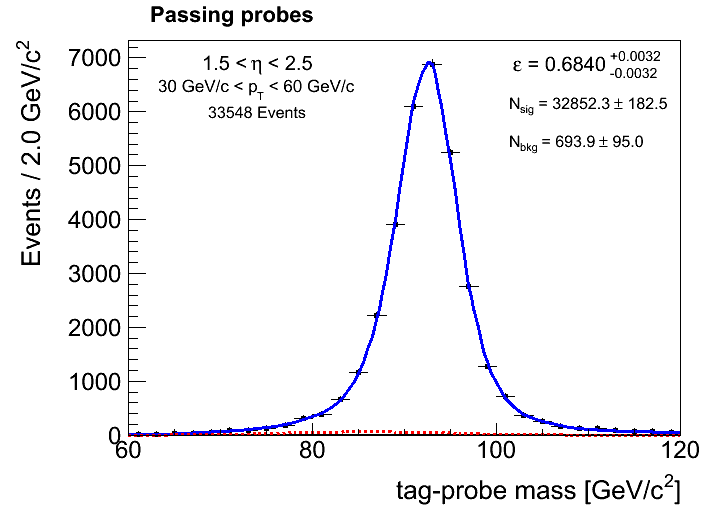 Passing probes
1.5 < η < 2.5
30 GeV/c < p_T < 60 GeV/c
33548 Events
ε = 0.6840 +0.0032 -0.0032
N_sig = 32852.3 ± 182.5
N_bkg = 693.9 ± 95.0
Events / 2.0 GeV/c²
7000
6000
5000
4000
3000
2000
1000
0
60 80 100 120
tag-probe mass [GeV/c²]